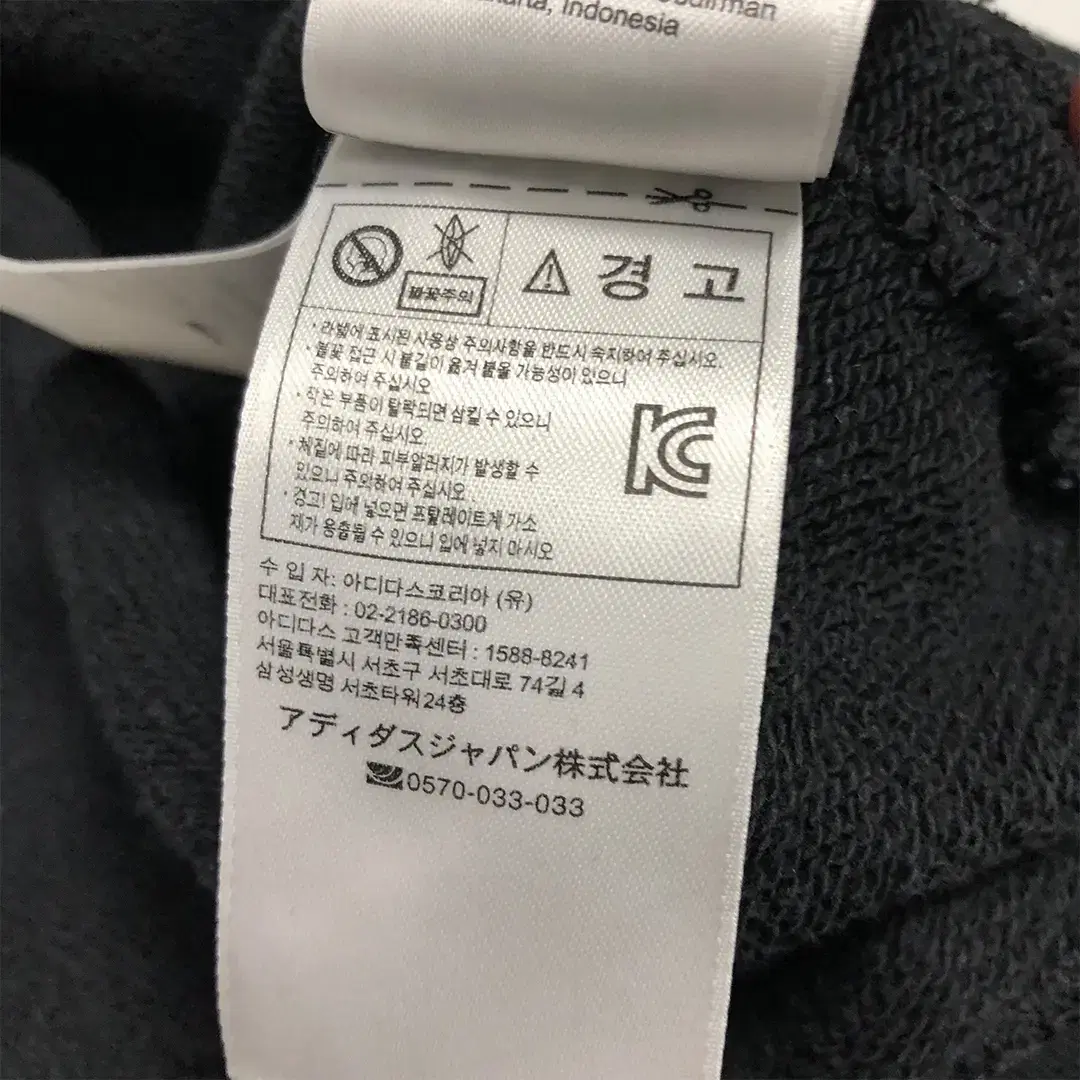 Indonesia
불꽃주의
경 고
· 라벨에 표시된 사용상 주의사항을 반드시 숙지하여 주십시오.
· 불꽃 접근 시 불길이 옮겨 붙을 가능성이 있으니
주의하여 주십시오
· 작은 부품이 탈락되면 삼킬 수 있으니
주의하여 주십시오
· 체질에 따라 피부알러지가 발생할 수
있으니 주의하여 주십시오
· 경고! 입에 넣으면 프탈레이트계 가소
제가 용출될 수 있으니 입에 넣지 마시오
KC
수 입 자: 아디다스코리아 (유)
대표전화 : 02-2186-0300
아디다스 고객만족센터 : 1588-8241
서울특별시 서초구 서초대로 74길 4
삼성생명 서초타워24층
アディダスジャパン株式会社
0570-033-033